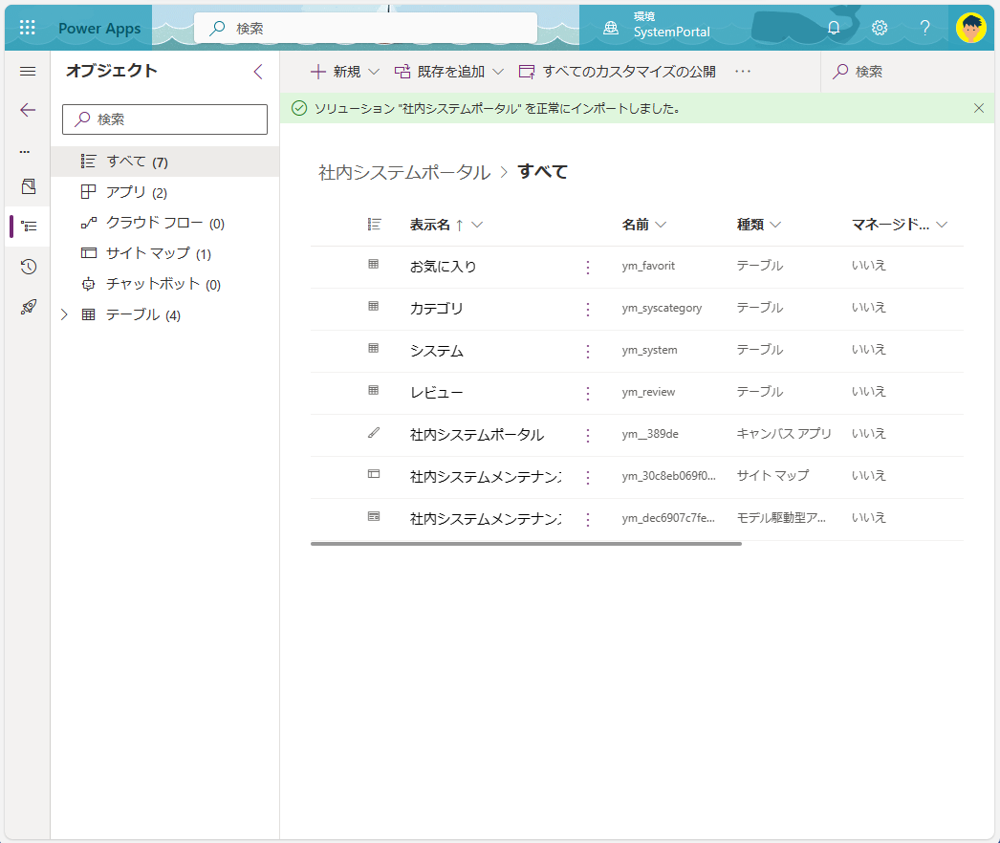 Power Apps
検索
環境
SystemPortal
?
オブジェクト
新規
既存を追加
すべてのカスタマイズの公開
...
検索
検索
ソリューション "社内システムポータル" を正常にインポートしました。
...
すべて (7)
アプリ (2)
クラウド フロー (0)
サイト マップ (1)
チャットボット (0)
テーブル (4)
社内システムポータル > すべて
表示名 ↑ 名前 種類 マネージド...
お気に入り ym_favorit テーブル いいえ
カテゴリ ym_syscategory テーブル いいえ
システム ym_system テーブル いいえ
レビュー ym_review テーブル いいえ
社内システムポータル ym__389de キャンバス アプリ いいえ
社内システムメンテナンス ym_30c8eb069f0... サイト マップ いいえ
社内システムメンテナンス ym_dec6907c7fe... モデル駆動型ア... いいえ